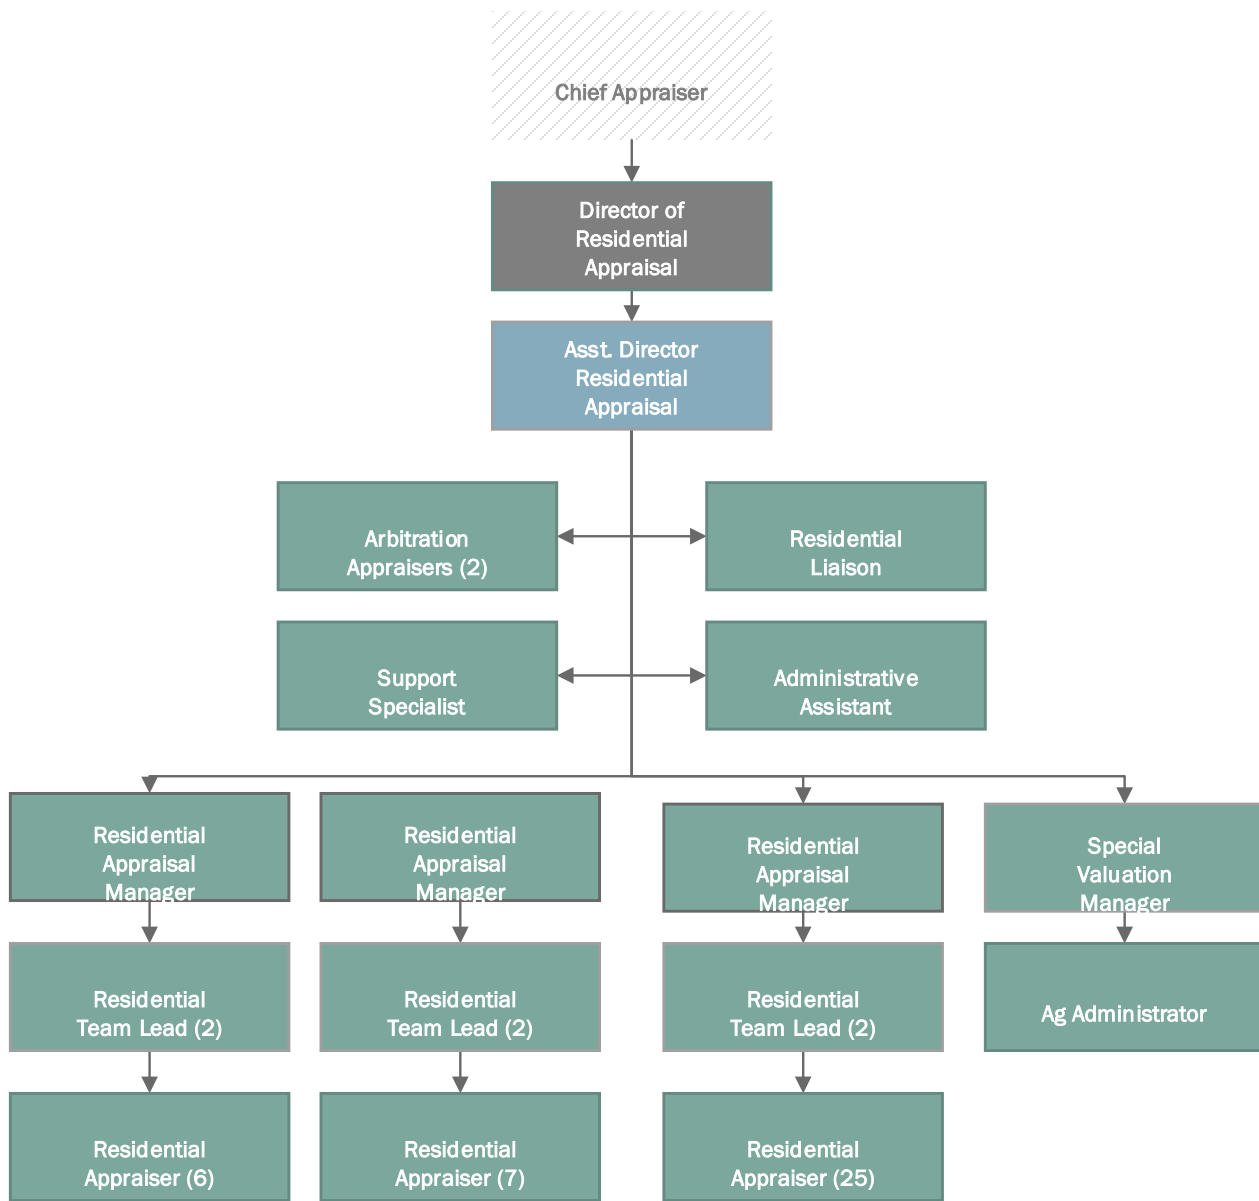 Chief Appraiser
Director of
Residential
Appraisal
Asst. Director
Residential
Appraisal
Arbitration
Appraisers (2)
Residential
Liaison
Support
Specialist
Administrative
Assistant
Residential
Appraisal
Manager
Residential
Appraisal
Manager
Residential
Appraisal
Manager
Special
Valuation
Manager
Residential
Team Lead (2)
Residential
Team Lead (2)
Residential
Team Lead (2)
Ag Administrator
Residential
Appraiser (6)
Residential
Appraiser (7)
Residential
Appraiser (25)